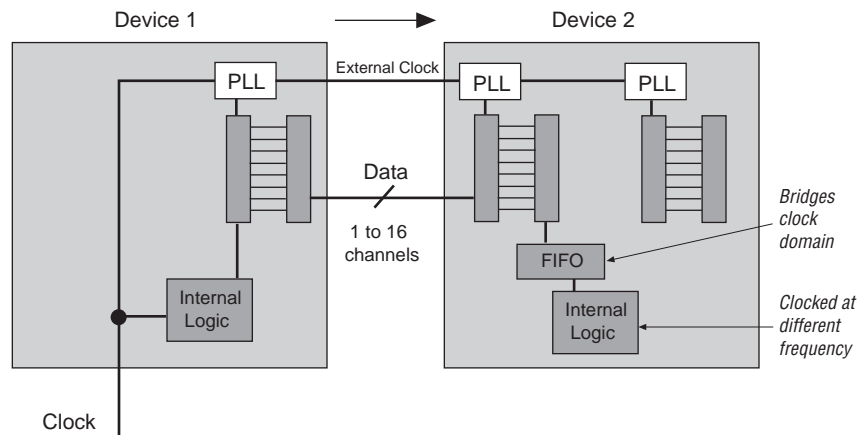 Device 1
Device 2
PLL
External Clock
PLL
PLL
Data
1 to 16
channels
Bridges
clock
domain
FIFO
Internal
Logic
Internal
Logic
Clocked at
different
frequency
Clock